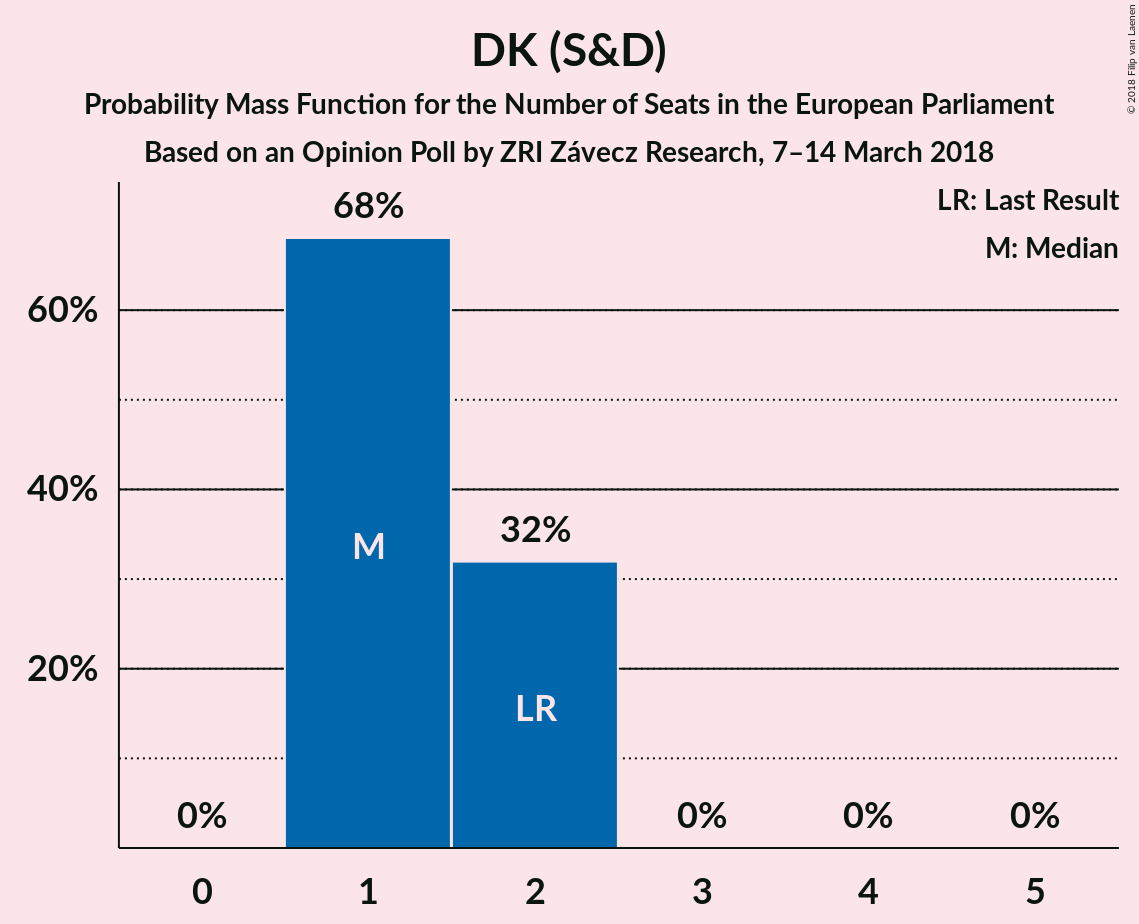 DK (S&D)
Probability Mass Function for the Number of Seats in the European Parliament
Based on an Opinion Poll by ZRI Závecz Research, 7–14 March 2018
© 2018 Filip van Laenen
LR: Last Result
M: Median
68%
60%
40%
32%
M
20%
LR
0%
0%
0%
0%
0
1
2
3
4
5